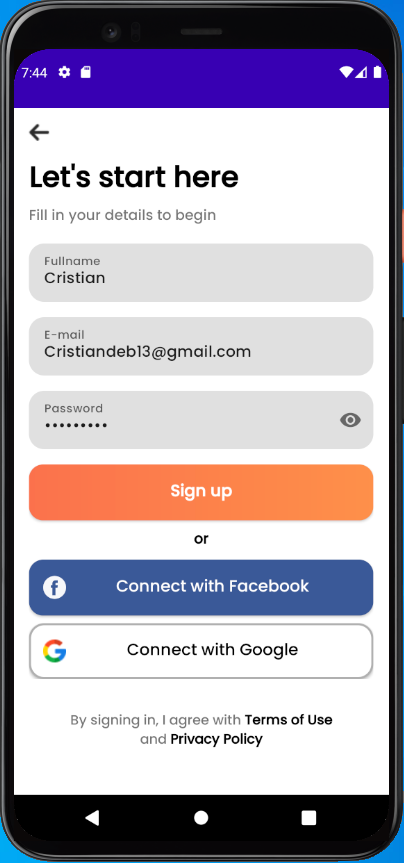 7:44
Let's start here
Fill in your details to begin
Fullname
Cristian
E-mail
Cristiandeb13@gmail.com
Password
•••••••••
Sign up
or
Connect with Facebook
Connect with Google
By signing in, I agree with Terms of Use
and Privacy Policy